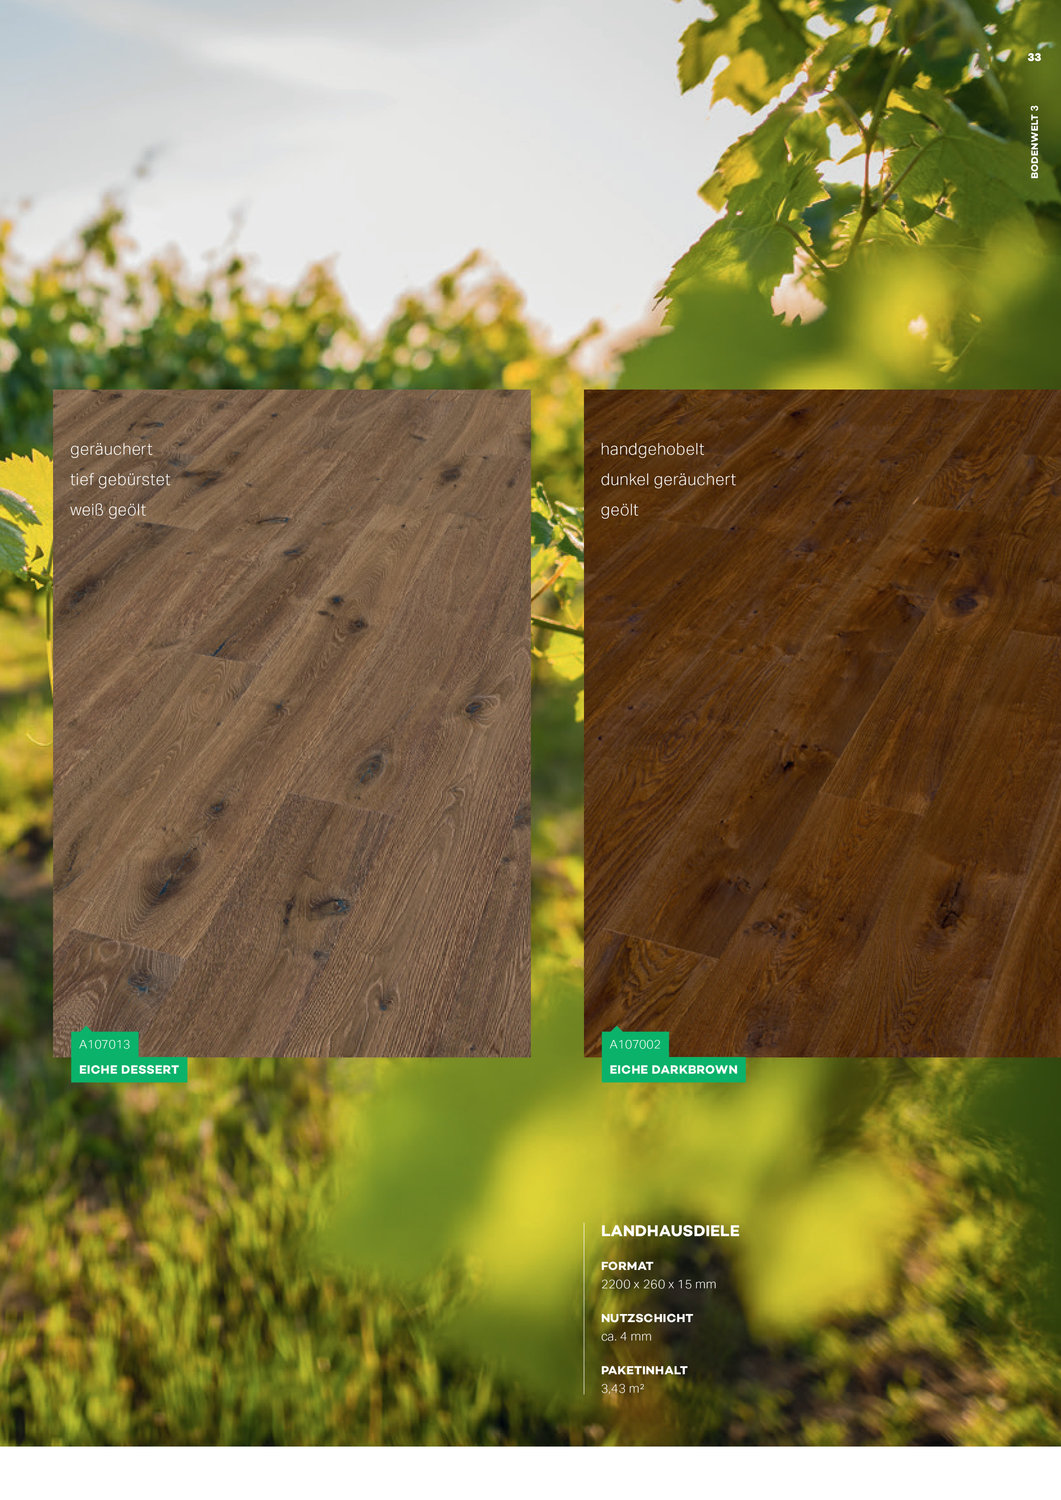 33
BODENWELT 3
geräuchert
tief gebürstet
weiß geölt
handgehobelt
dunkel geräuchert
geölt
A107013
EICHE DESSERT
A107002
EICHE DARKBROWN
LANDHAUSDIELE
FORMAT
2200 x 260 x 15 mm
NUTZSCHICHT
ca. 4 mm
PAKETINHALT
3,43 m²